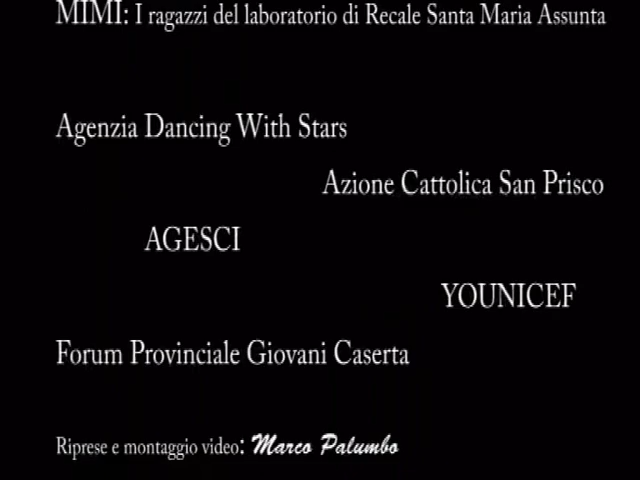 MIMI: I ragazzi del laboratorio di Recale Santa Maria Assunta
Agenzia Dancing With Stars
Azione Cattolica San Prisco
AGESCI
YOUNICEF
Forum Provinciale Giovani Caserta
Riprese e montaggio video: Marco Palumbo